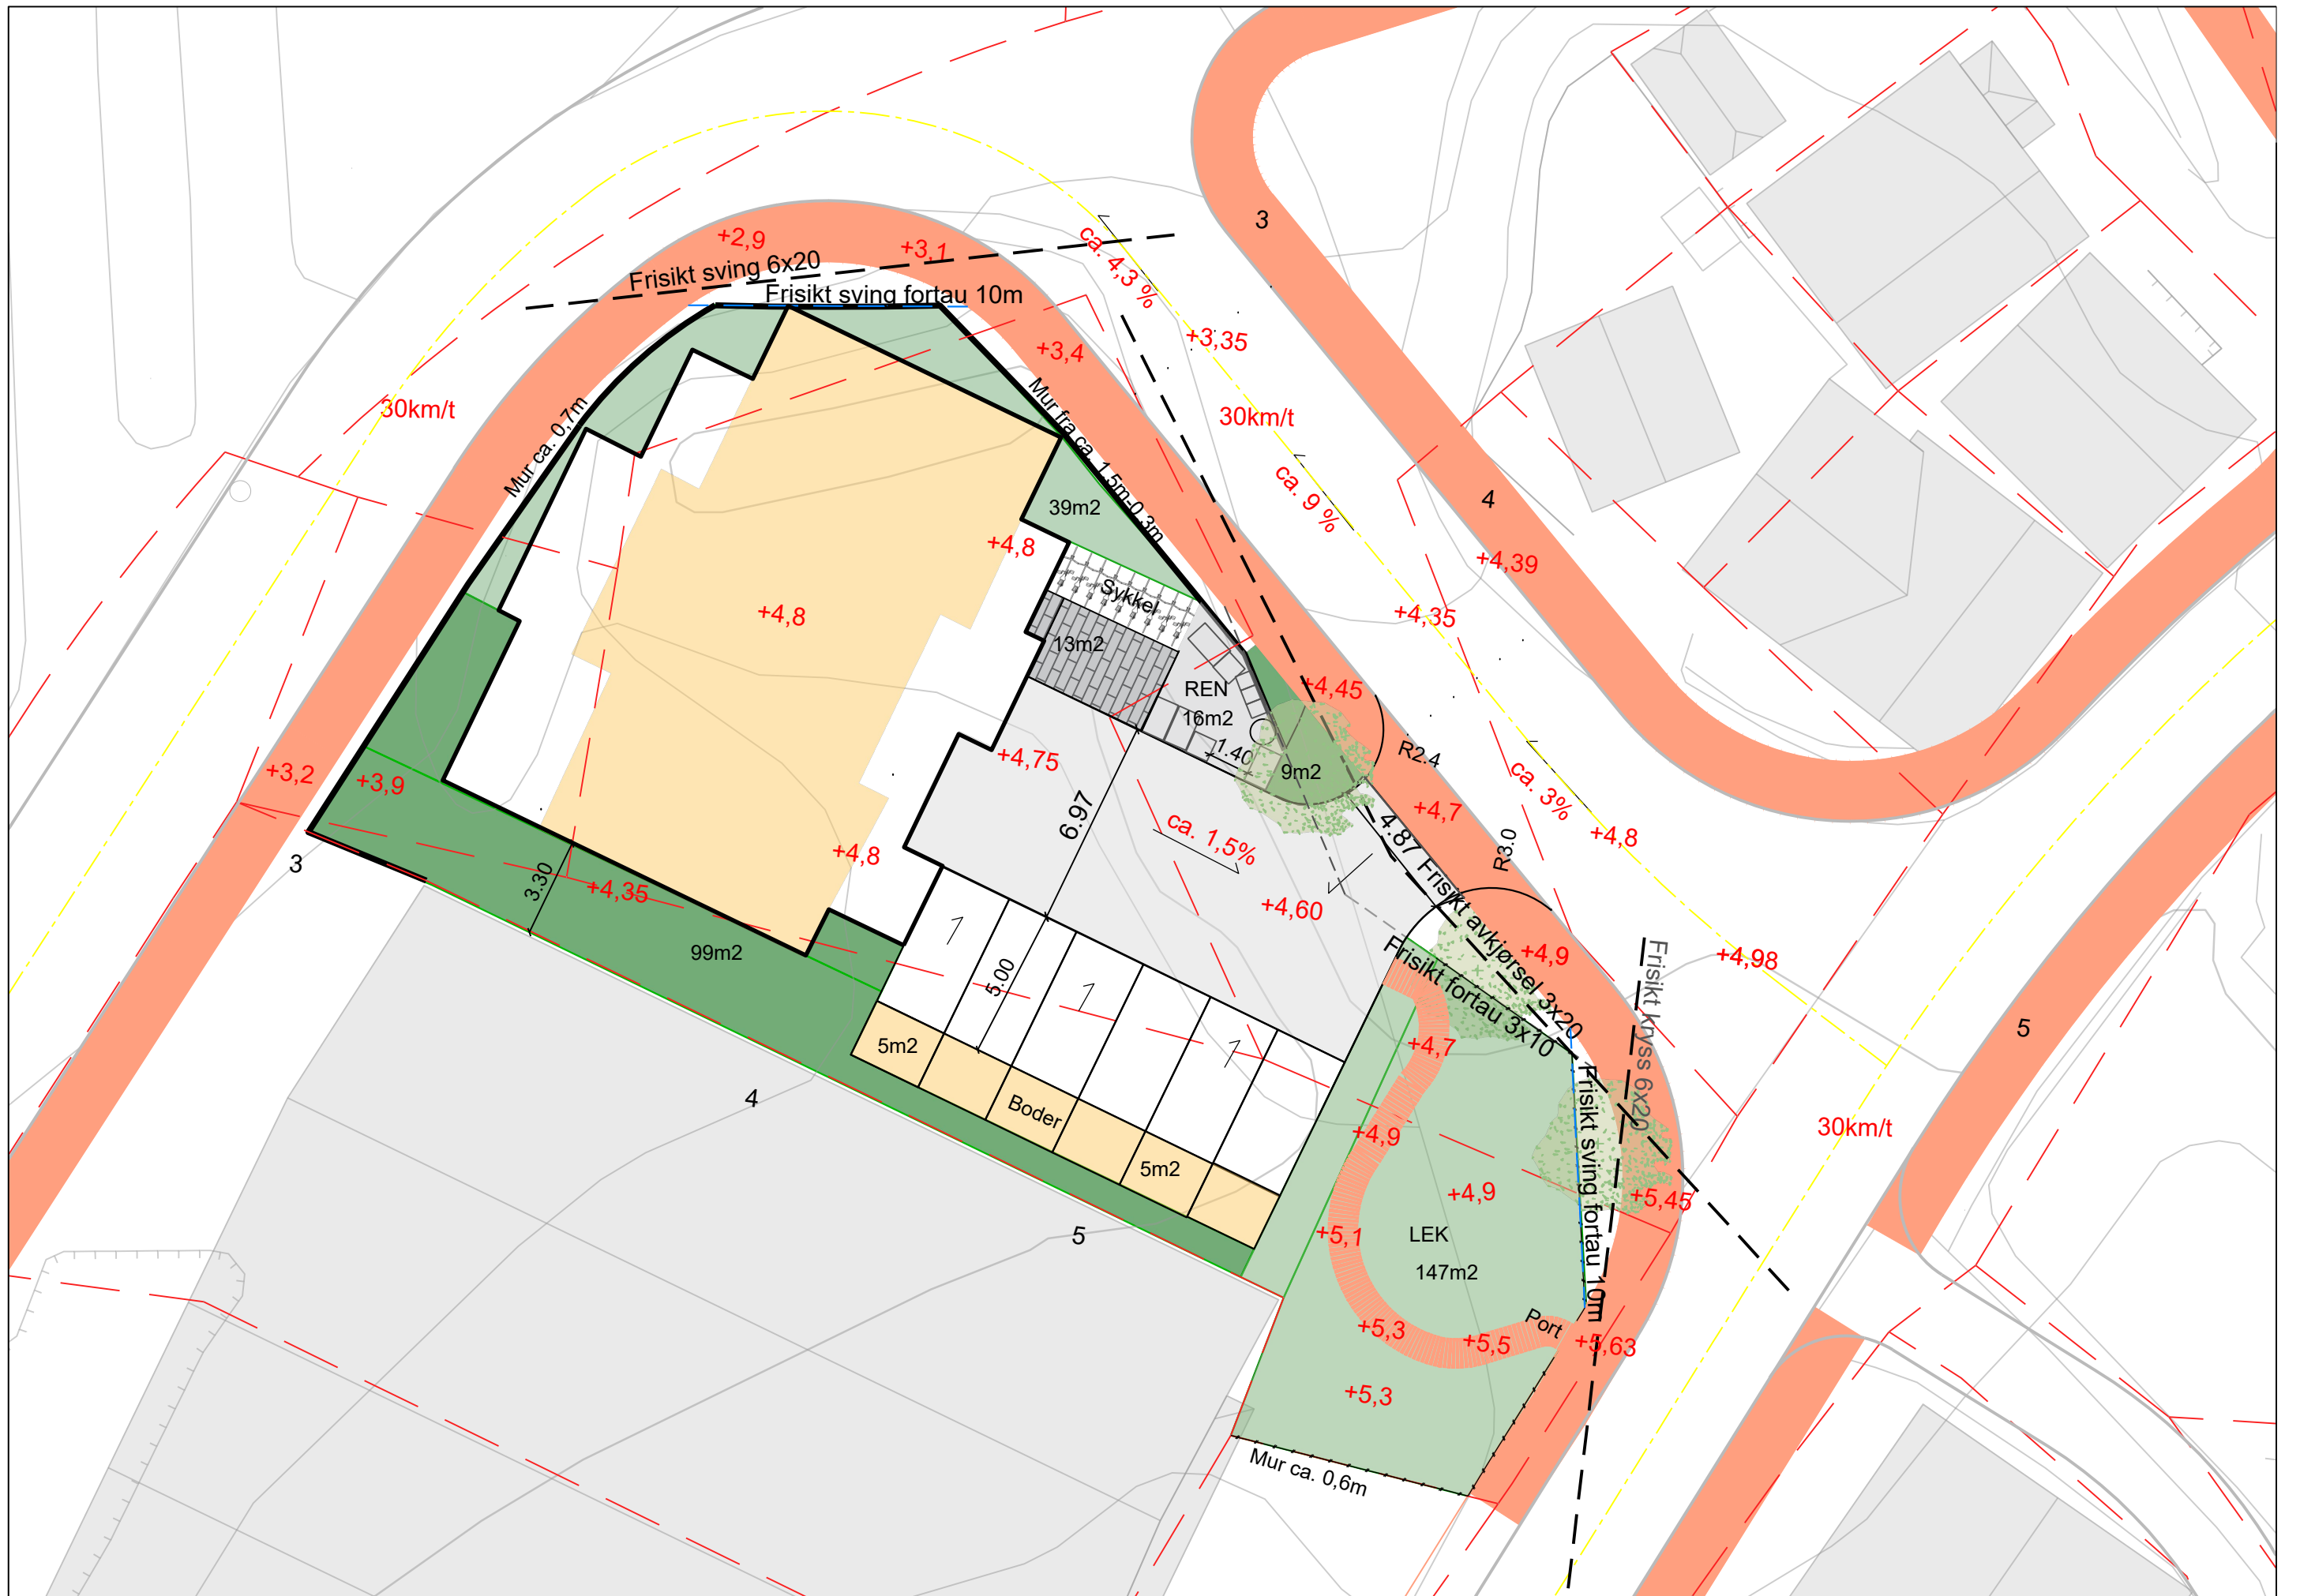 3
+2,9
+3,1
ca. 4,3 %
Frisikt sving 6x20
Frisikt sving fortau 10m
+3,35
+3,4
30km/t
30km/t
Mur ca. 0,7m
Mur fra ca. 1,5m-0,3m
ca. 9 %
4
39m2
+4,8
+4,39
Sykkel
+4,8
+4,35
13m2
REN
16m2
+4,45
1.40
9m2
R2.4
+4,75
+3,2
+3,9
6.97
ca. 1,5%
+4,7
ca. 3%
+4,8
R3.0
3
3.30
+4,35
+4,8
4.87
Frisikt avkjørsel 3x20
+4,60
99m2
5.00
Frisikt fortau 3x10
+4,9
+4,98
Frisikt kryss 6x20
5
5m2
+4,7
4
Boder
+4,9
30km/t
Frisikt sving fortau 10m
5m2
+4,9
+5,45
5
+5,1
LEK
147m2
+5,3
+5,5
Port
+5,63
+5,3
Mur ca. 0,6m